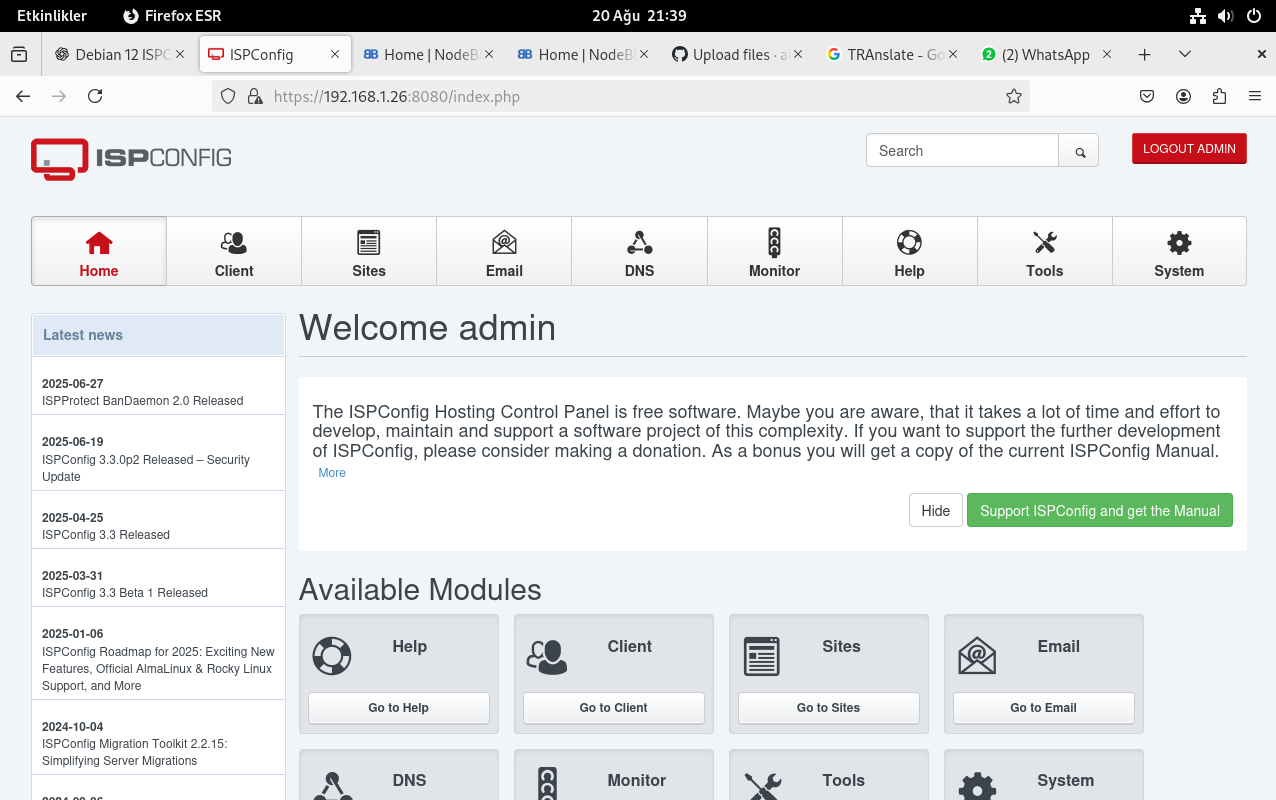 Etkinlikler
Firefox ESR
20 Ağu 21:39
Debian 12 ISPC
ISPConfig
Home | NodeB
Home | NodeB
Upload files · a
TRAnslate - Go
(2) WhatsApp
https://192.168.1.26:8080/index.php
ISPCONFIG
Search
LOGOUT ADMIN
Home
Client
Sites
Email
DNS
Monitor
Help
Tools
System
Latest news
2025-06-27
ISPProtect BanDaemon 2.0 Released
2025-06-19
ISPConfig 3.3.0p2 Released – Security
Update
2025-04-25
ISPConfig 3.3 Released
2025-03-31
ISPConfig 3.3 Beta 1 Released
2025-01-06
ISPConfig Roadmap for 2025: Exciting New
Features, Official AlmaLinux & Rocky Linux
Support, and More
2024-10-04
ISPConfig Migration Toolkit 2.2.15:
Simplifying Server Migrations
Welcome admin
The ISPConfig Hosting Control Panel is free software. Maybe you are aware, that it takes a lot of time and effort to
develop, maintain and support a software project of this complexity. If you want to support the further development
of ISPConfig, please consider making a donation. As a bonus you will get a copy of the current ISPConfig Manual.
More
Hide
Support ISPConfig and get the Manual
Available Modules
Help
Go to Help
Client
Go to Client
Sites
Go to Sites
Email
Go to Email
DNS
Monitor
Tools
System